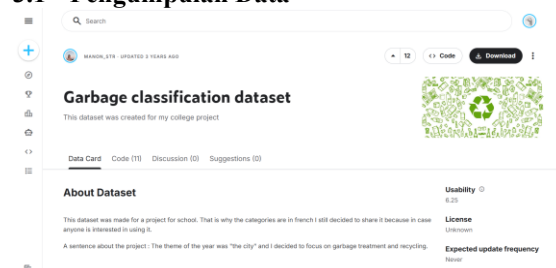 3.1 Pengumpulan Data
Search
MANON_STR · UPDATED 3 YEARS AGO
12
Code
Download
Garbage classification dataset
This dataset was created for my college project
Data Card Code (11) Discussion (0) Suggestions (0)
About Dataset
Usability
6.25
This dataset was made for a project for school. That is why the categories are in french I still decided to share it because in case
anyone is interested in using it.
License
Unknown
A sentence about the project : The theme of the year was "the city" and I decided to focus on garbage treatment and recycling.
Expected update frequency
Never